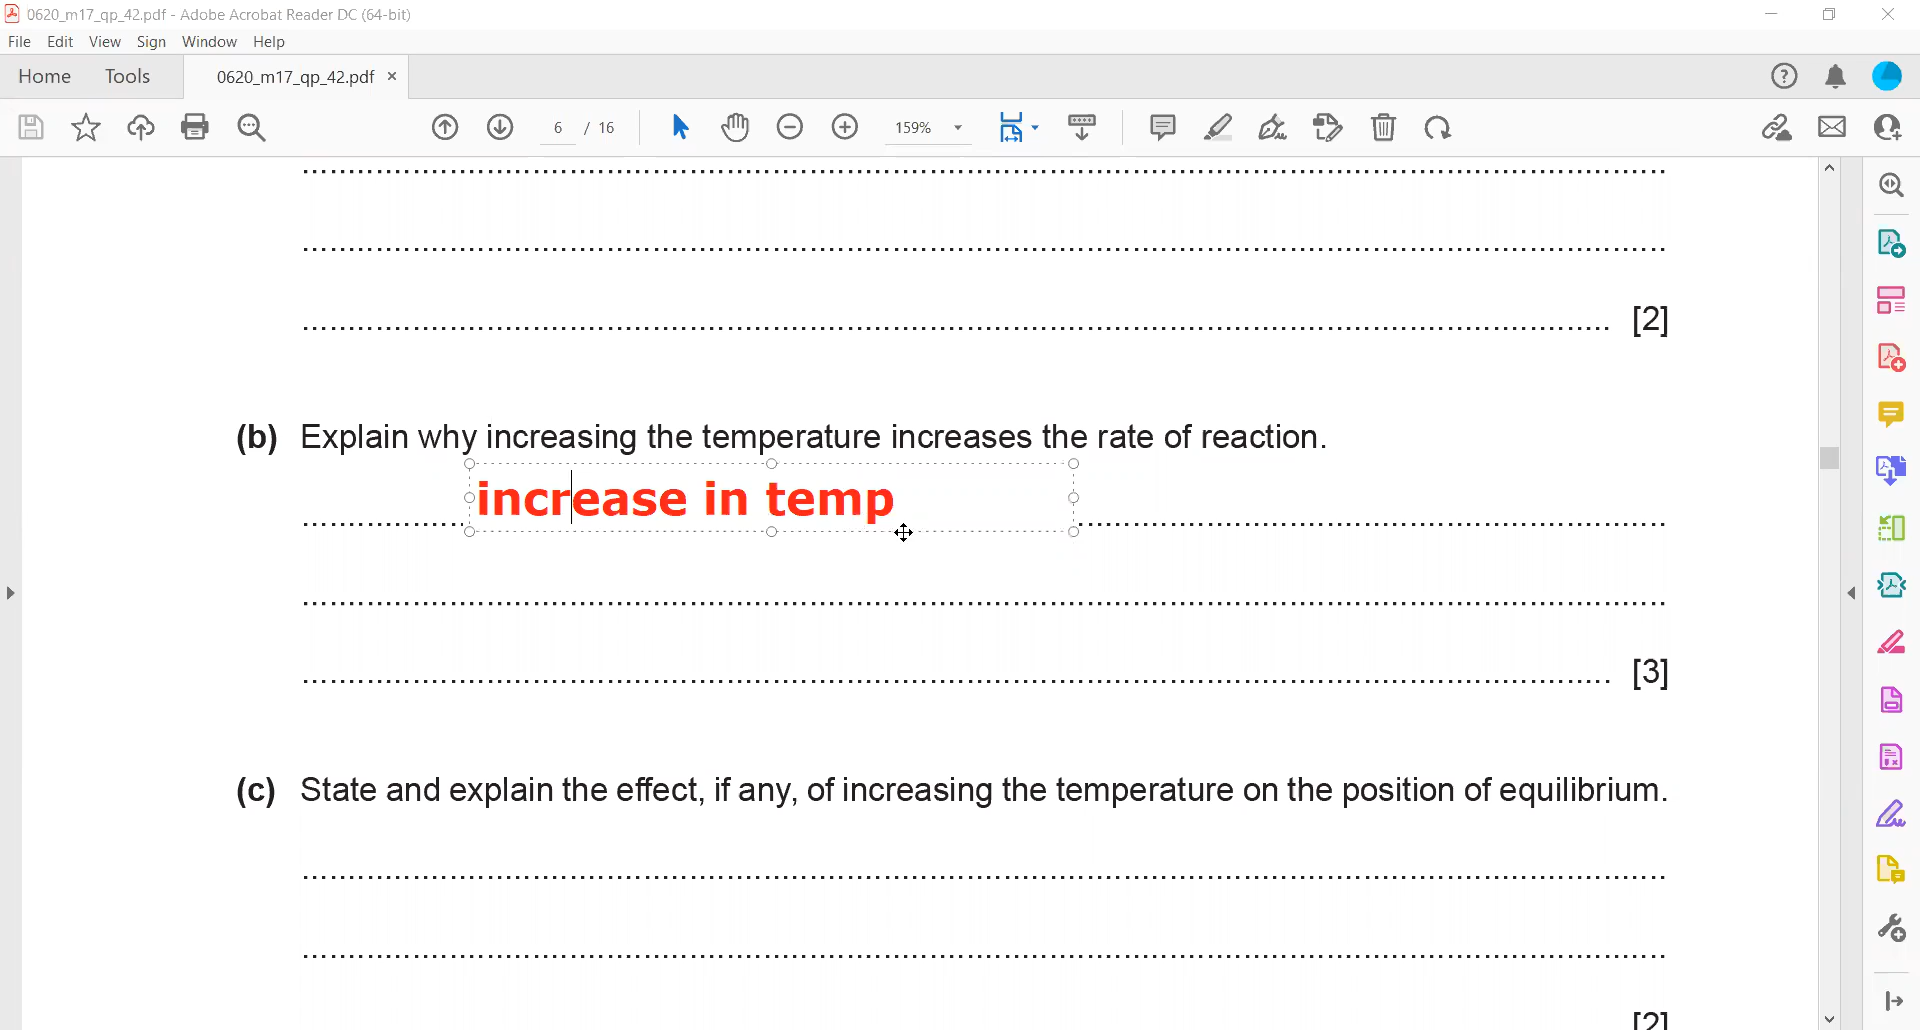 0620_m17_qp_42.pdf - Adobe Acrobat Reader DC (64-bit)
File Edit View Sign Window Help
Home Tools 0620_m17_qp_42.pdf ×
6 / 16 159%
[2]
(b) Explain why increasing the temperature increases the rate of reaction.
increase in temp
[3]
(c) State and explain the effect, if any, of increasing the temperature on the position of equilibrium.
[2]